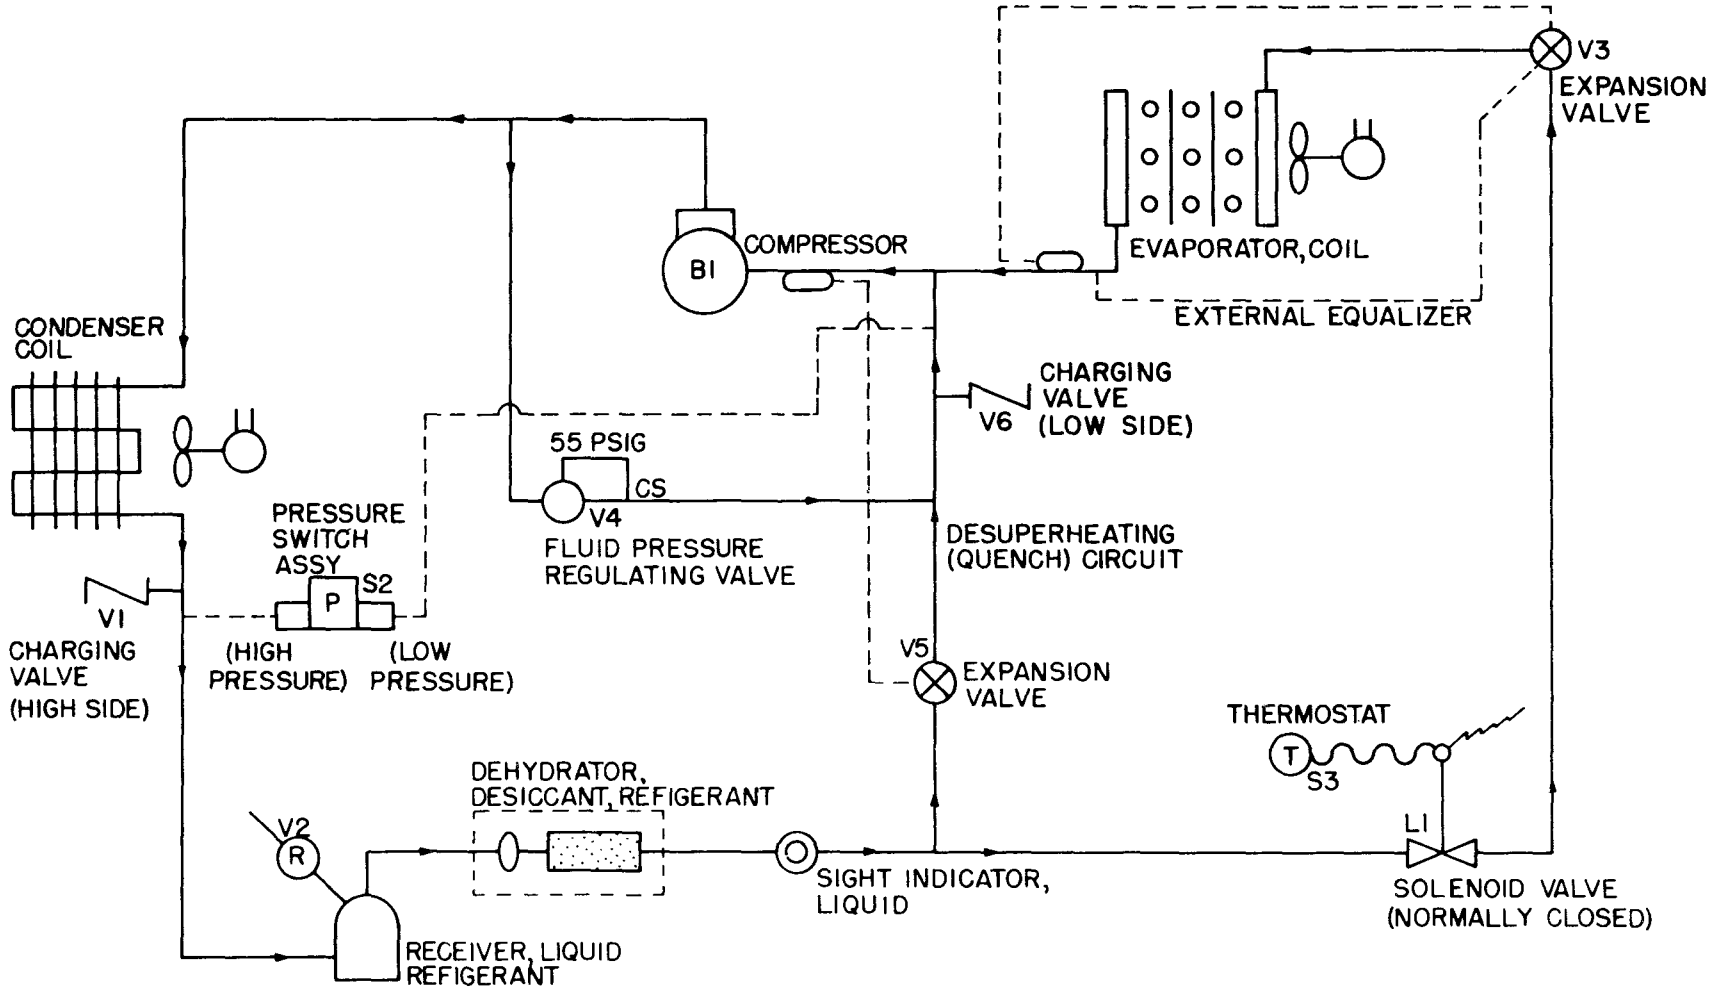 V3
EXPANSION
VALVE
COMPRESSOR
B1
EVAPORATOR, COIL
EXTERNAL EQUALIZER
CONDENSER
COIL
CHARGING
VALVE
(LOW SIDE)
V6
55 PSIG
CS
V4
FLUID PRESSURE
REGULATING VALVE
PRESSURE
SWITCH
ASSY
S2
P
DESUPERHEATING
(QUENCH) CIRCUIT
V1
CHARGING
VALVE
(HIGH SIDE)
(HIGH
PRESSURE)
(LOW
PRESSURE)
V5
EXPANSION
VALVE
THERMOSTAT
T
S3
DEHYDRATOR,
DESICCANT, REFIGERANT
V2
R
L1
SIGHT INDICATOR,
LIQUID
SOLENOID VALVE
(NORMALLY CLOSED)
RECEIVER, LIQUID
REFIGERANT